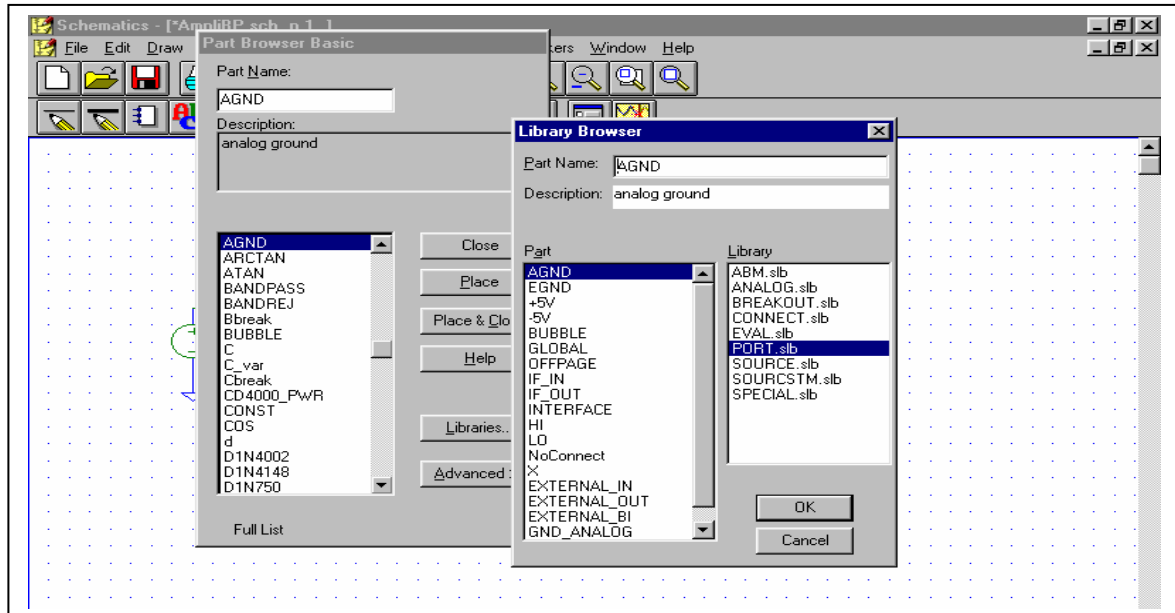 Schematics - [*AmpliBP.sch p.1 ]
File Edit Draw
Window Help
Part Browser Basic
Part Name:
AGND
Description:
analog ground
AGND
ARCTAN
ATAN
BANDPASS
BANDREJ
Bbreak
BUBBLE
C
C_var
Cbreak
CD4000_PWR
CONST
COS
d
D1N4002
D1N4148
D1N750
Full List
Close
Place
Place & Clo
Help
Libraries..
Advanced
Library Browser
Part Name: AGND
Description: analog ground
Part
AGND
EGND
+5V
-5V
BUBBLE
GLOBAL
OFFPAGE
IF_IN
IF_OUT
INTERFACE
HI
LO
NoConnect
X
EXTERNAL_IN
EXTERNAL_OUT
EXTERNAL_BI
GND_ANALOG
Library
ABM.slb
ANALOG.slb
BREAKOUT.slb
CONNECT.slb
EVAL.slb
PORT.slb
SOURCE.slb
SOURCSTM.slb
SPECIAL.slb
OK
Cancel